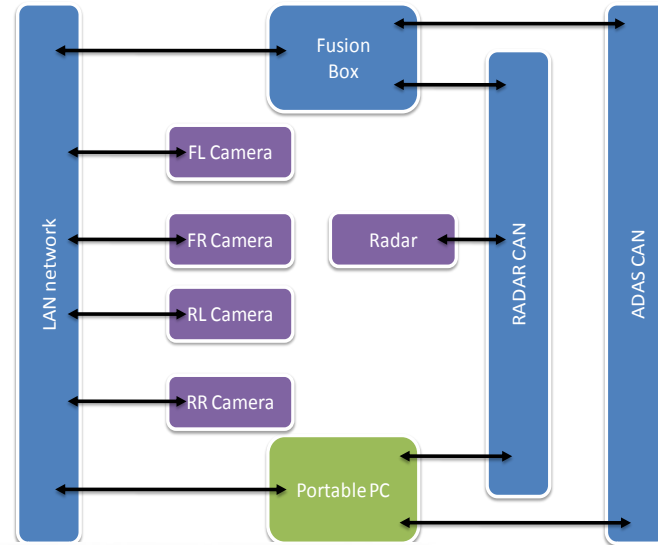 Fusion
Box
FL Camera
FR Camera
Radar
RL Camera
RR Camera
Portable PC
LAN network
RADAR CAN
ADAS CAN